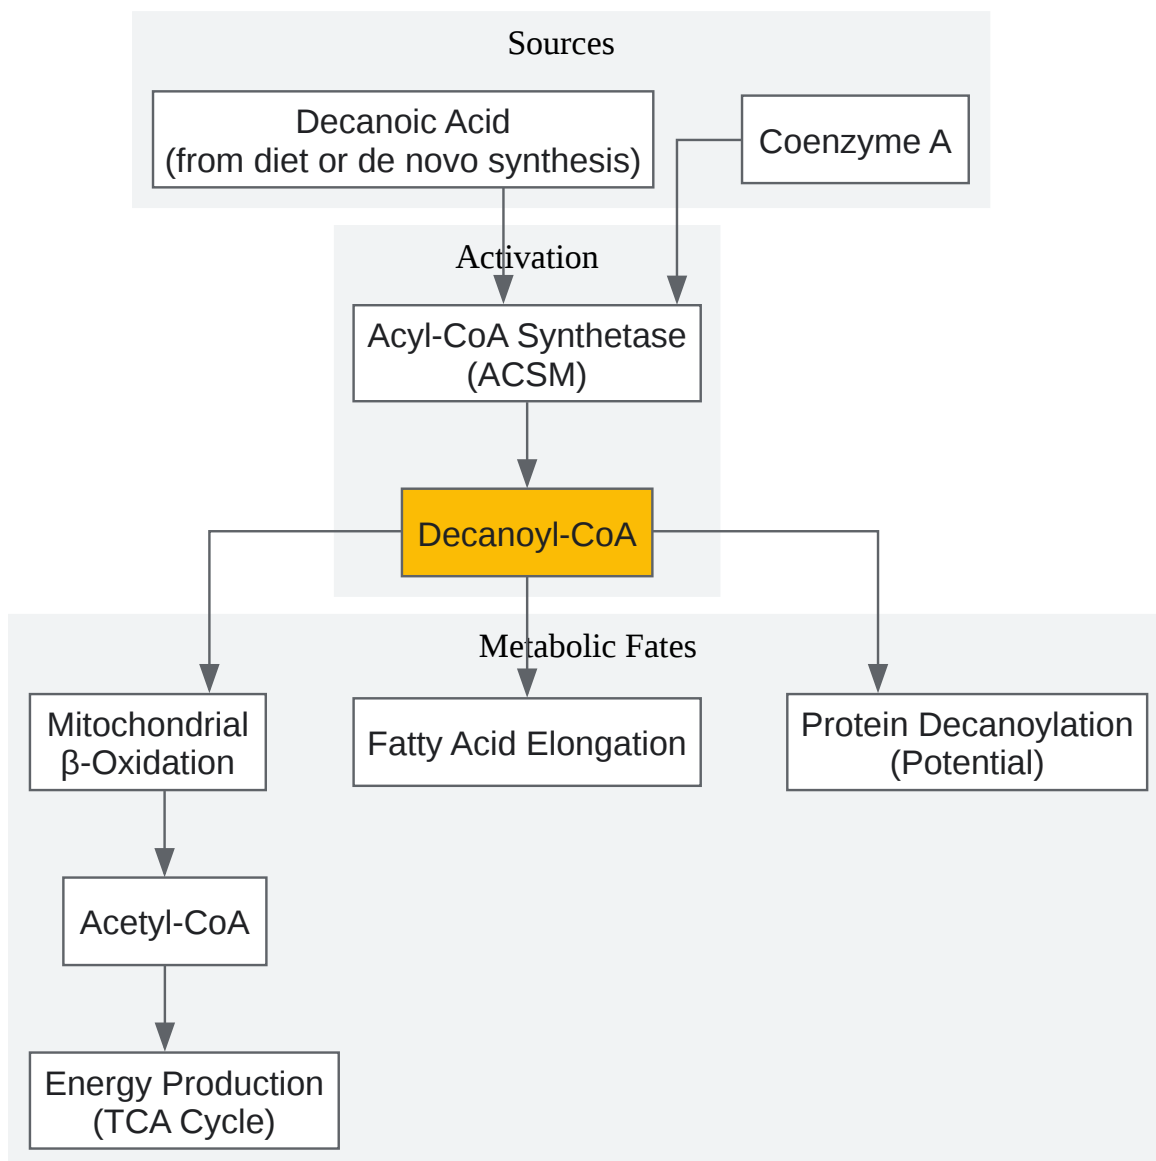 Sources
Decanoic Acid
(from diet or de novo synthesis)
Coenzyme A
Activation
Acyl-CoA Synthetase
(ACSM)
Decanoyl-CoA
Metabolic Fates
Mitochondrial
β-Oxidation
Fatty Acid Elongation
Protein Decanoylation
(Potential)
Acetyl-CoA
Energy Production
(TCA Cycle)